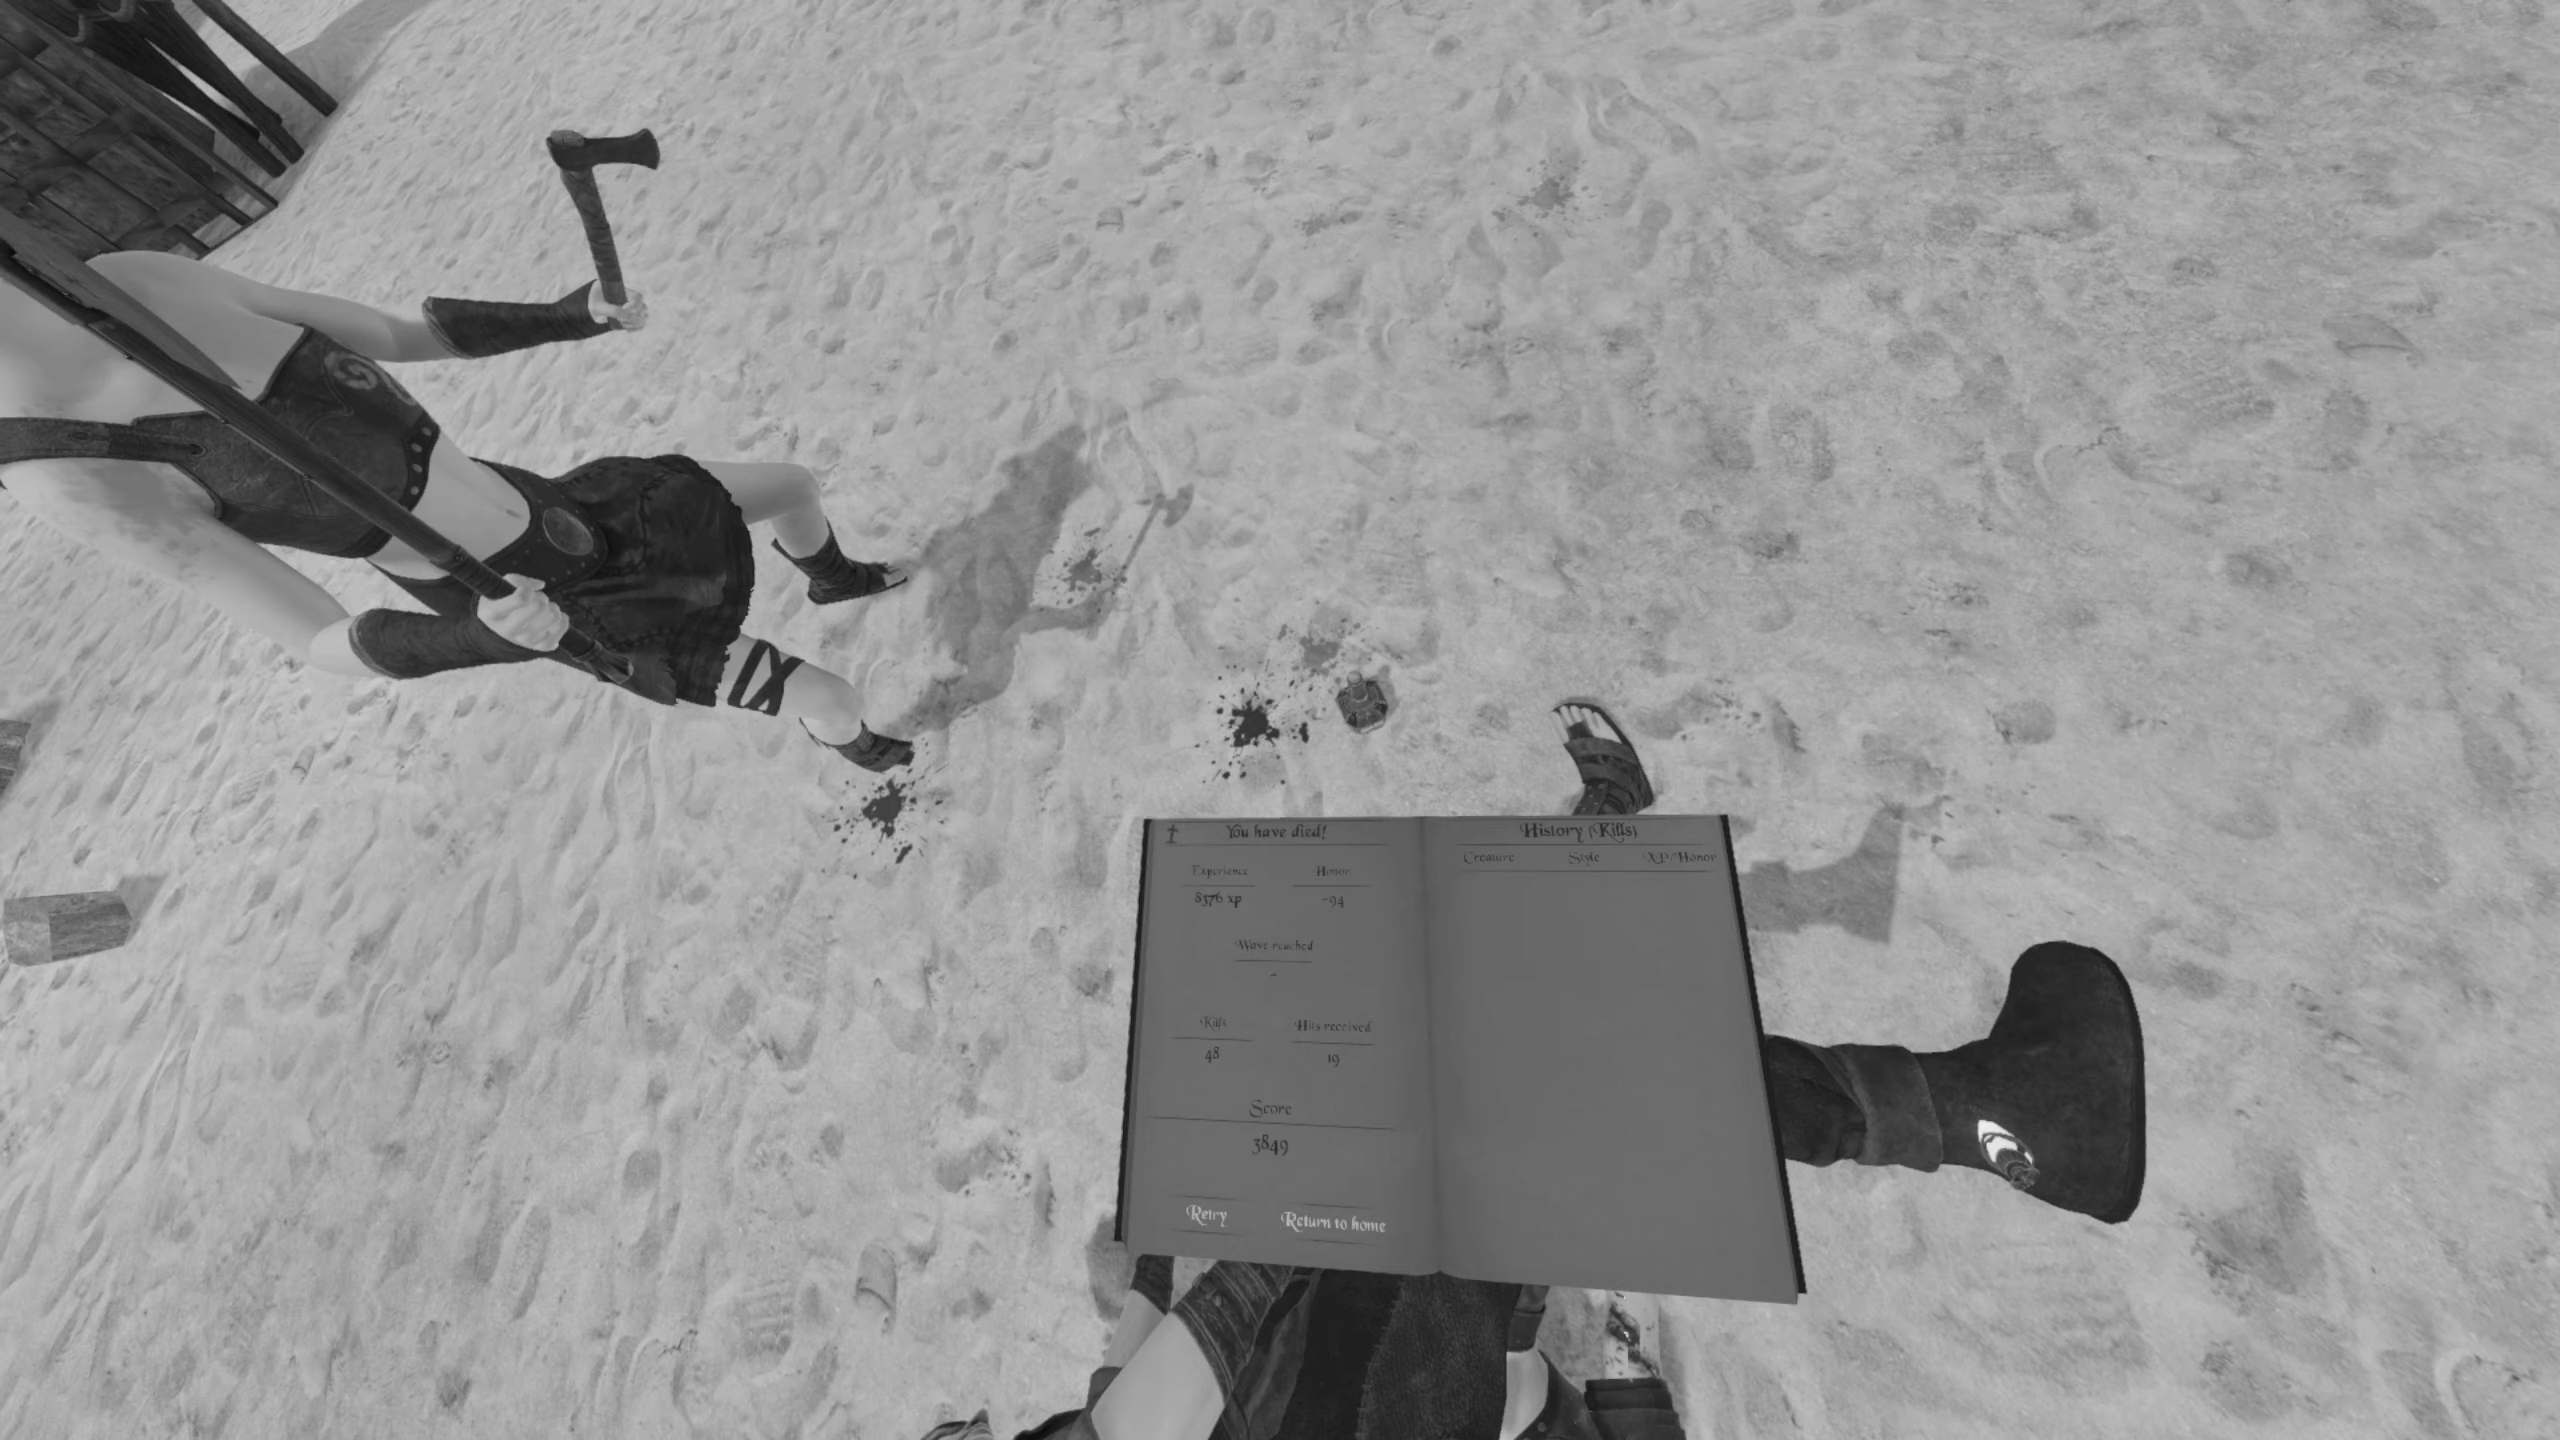 You have died!
Experience Honor
8376 xp -94
Wave reached
-
Kills Hits received
48 19
Score
3849
Retry Return to home
History (Kills)
Creature Style XP/Honor